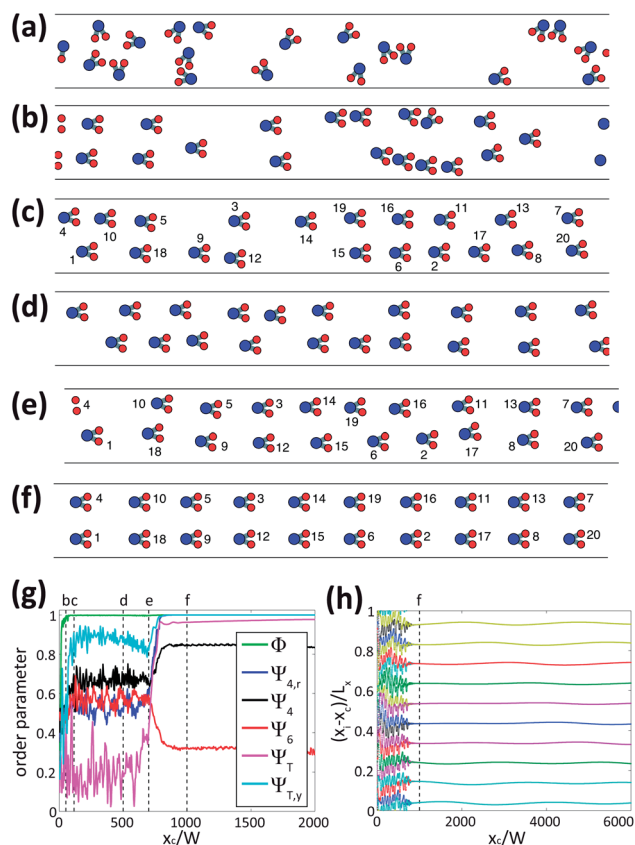 (a)
(b)
(c)
4 10 5 3 14 19 16 11 13 7
1 18 9 12 15 6 2 17 8 20
(d)
(e)
4 10 5 3 14 19 16 11 13 7
1 18 9 12 15 6 2 17 8 20
(f)
4 10 5 3 14 19 16 11 13 7
1 18 9 12 15 6 2 17 8 20
(g)
b c d e f
order parameter
1
0.8
0.6
0.4
0.2
0
0 500 1000 1500 2000
x_c/W
Φ
Ψ_4,r
Ψ_4
Ψ_6
Ψ_T
Ψ_T,y
(h)
f
(x_i-x_c)/L_x
1
0.8
0.6
0.4
0.2
0
0 2000 4000 6000
x_c/W